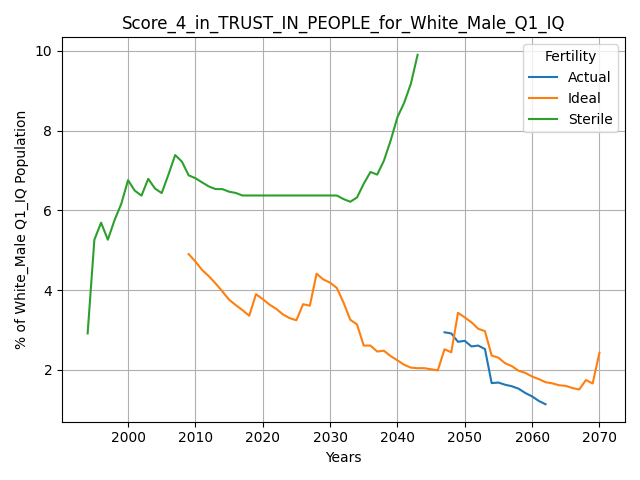 Score_4_in_TRUST_IN_PEOPLE_for_White_Male_Q1_IQ
% of White_Male Q1_IQ Population
10
8
6
4
2
Fertility
Actual
Ideal
Sterile
2000 2010 2020 2030 2040 2050 2060 2070
Years